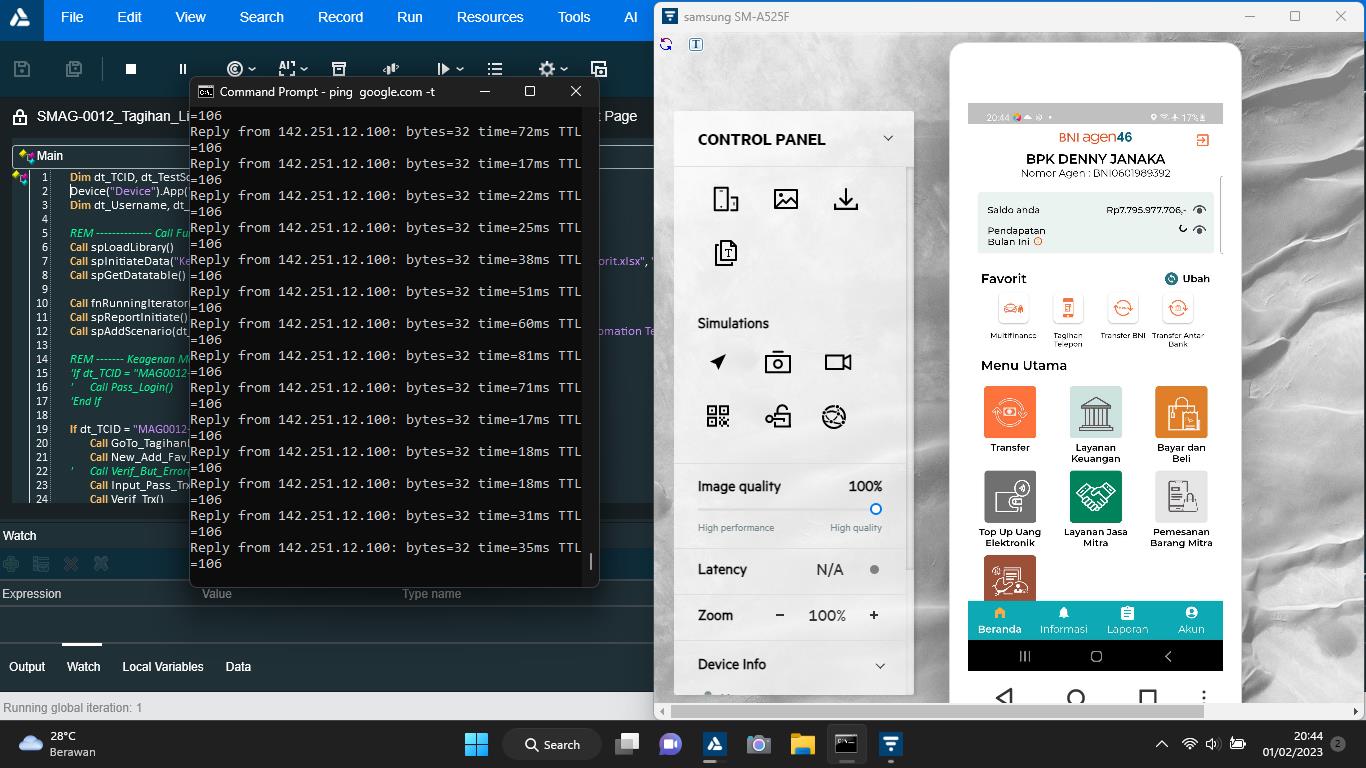 File Edit View Search Record Run Resources Tools AI
SMAG-0012_Tagihan_Li
t Page
Main
1 Dim dt_TCID, dt_TestSc
2 Device("Device").App(
3 Dim dt_Username, dt_
4
5 REM -------------- Call Fu
6 Call spLoadLibrary()
7 Call spInitiateData("Ke
orit.xlsx", "
8 Call spGetDatatable()
9
10 Call fnRunningIterator
11 Call spReportInitiate()
12 Call spAddScenario(dt_
omation Te
13
14 REM ------- Keagenan M
15 'If dt_TCID = "MAG0012-
16 ' Call Pass_Login()
17 'End If
18
19 If dt_TCID = "MAG0012-
20 Call GoTo_Tagihan
21 Call New_Add_Fav_
22 ' Call Verif_But_Error
23 Call Input_Pass_Trx
24 Call Verif_Trx()
Watch
Expression Value Type name
Output Watch Local Variables Data
Running global iteration: 1
Command Prompt - ping google.com -t
=106
Reply from 142.251.12.100: bytes=32 time=72ms TTL
=106
Reply from 142.251.12.100: bytes=32 time=17ms TTL
=106
Reply from 142.251.12.100: bytes=32 time=22ms TTL
=106
Reply from 142.251.12.100: bytes=32 time=25ms TTL
=106
Reply from 142.251.12.100: bytes=32 time=38ms TTL
=106
Reply from 142.251.12.100: bytes=32 time=51ms TTL
=106
Reply from 142.251.12.100: bytes=32 time=60ms TTL
=106
Reply from 142.251.12.100: bytes=32 time=81ms TTL
=106
Reply from 142.251.12.100: bytes=32 time=71ms TTL
=106
Reply from 142.251.12.100: bytes=32 time=17ms TTL
=106
Reply from 142.251.12.100: bytes=32 time=18ms TTL
=106
Reply from 142.251.12.100: bytes=32 time=18ms TTL
=106
Reply from 142.251.12.100: bytes=32 time=31ms TTL
=106
Reply from 142.251.12.100: bytes=32 time=35ms TTL
=106
samsung SM-A525F
CONTROL PANEL
Simulations
Image quality 100%
High performance High quality
Latency N/A
Zoom − 100% +
Device Info
20:44 17%
BNI agen46
BPK DENNY JANAKA
Nomor Agen : BNI0601989392
Saldo anda Rp7.795.977.706,-
Pendapatan
Bulan Ini
Favorit Ubah
Multifinance Tagihan Telepon Transfer BNI Transfer Antar Bank
Menu Utama
Transfer Layanan Keuangan Bayar dan Beli
Top Up Uang Elektronik Layanan Jasa Mitra Pemesanan Barang Mitra
Beranda Informasi Laporan Akun
28°C
Berawan
Search
20:44
01/02/2023
2